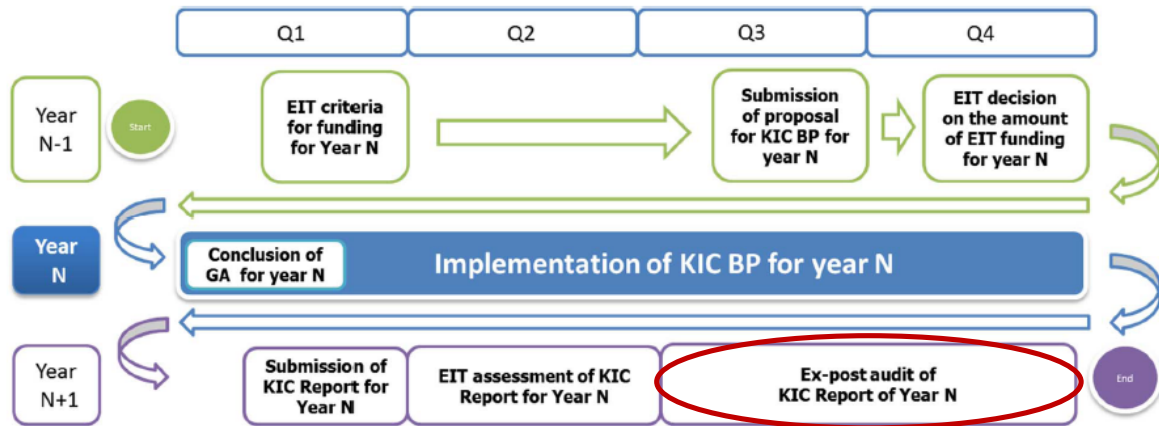 Q1
Q2
Q3
Q4
Year
N-1
Start
EIT criteria
for funding
for Year N
Submission
of proposal
for KIC BP for
year N
EIT decision
on the amount
of EIT funding
for year N
Year
N
Conclusion of
GA for year N
Implementation of KIC BP for year N
Year
N+1
Submission of
KIC Report for
Year N
EIT assessment of KIC
Report for Year N
Ex-post audit of
KIC Report of Year N
End